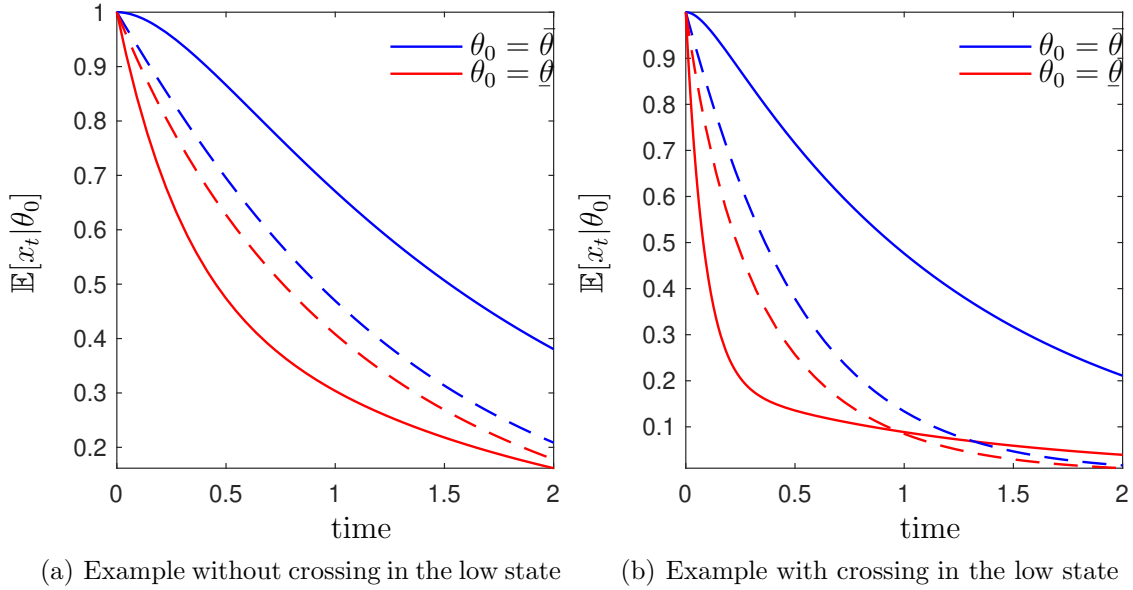 1
0.9
0.8
0.7
0.6
0.5
0.4
0.3
0.2
0
0.5
1
1.5
2
𝔼[x_t|θ_0]
time
θ_0 = θ̄
θ_0 = θ̲
(a) Example without crossing in the low state
0.9
0.8
0.7
0.6
0.5
0.4
0.3
0.2
0.1
0
0.5
1
1.5
2
𝔼[x_t|θ_0]
time
θ_0 = θ̄
θ_0 = θ̲
(b) Example with crossing in the low state